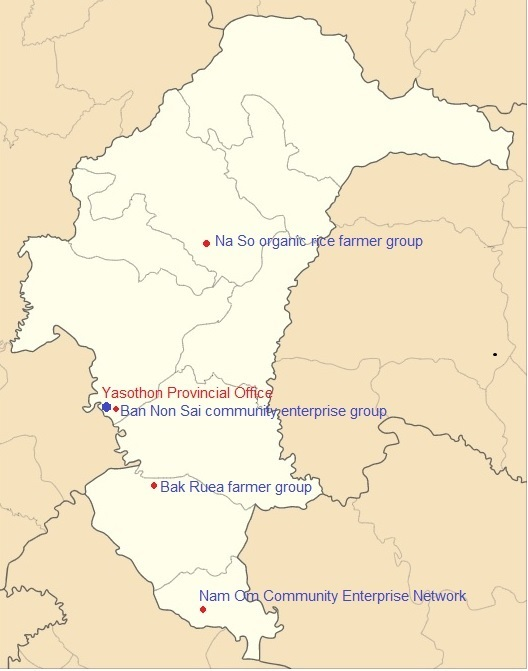 Na So organic rice farmer group
Yasothon Provincial Office
Ban Non Sai community enterprise group
Bak Ruea farmer group
Nam Om Community Enterprise Network